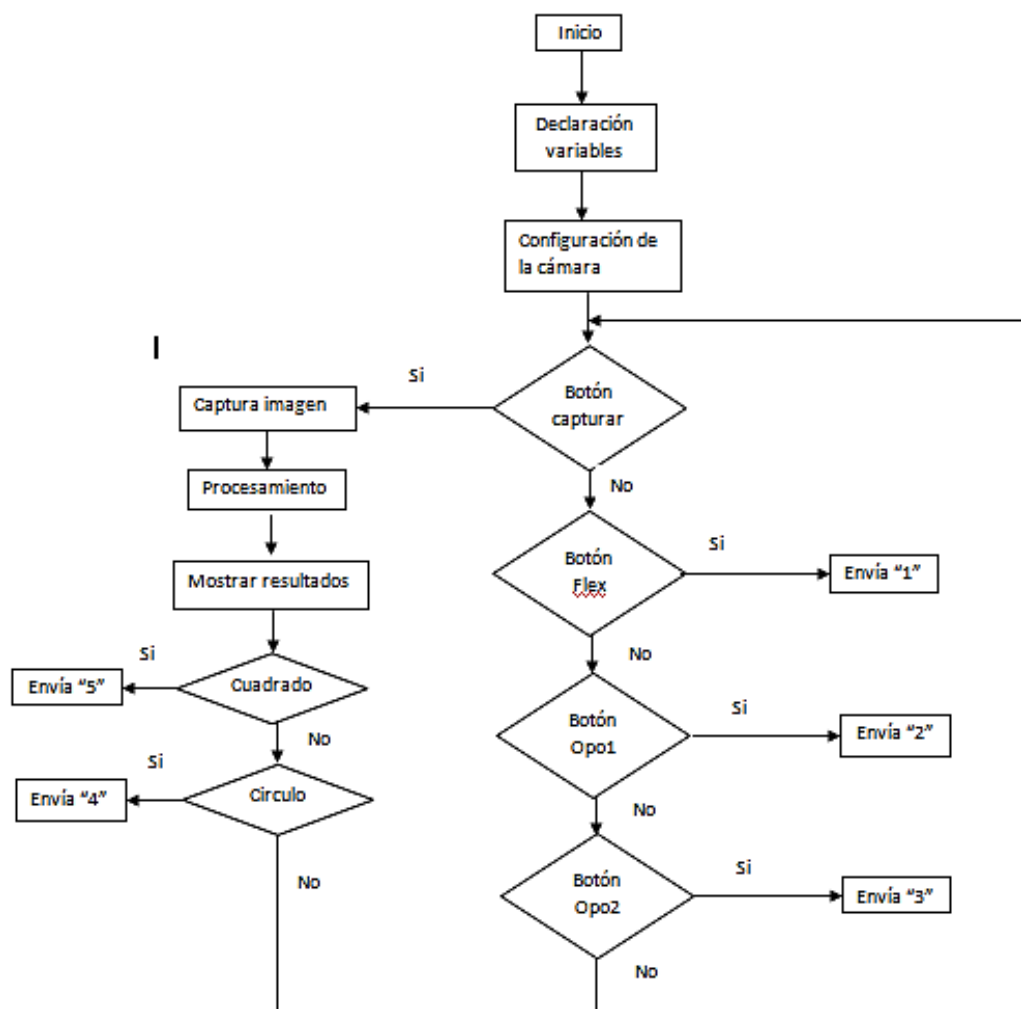 Inicio
Declaración
variables
Configuración de
la cámara
Si
Botón
capturar
Captura imagen
No
Procesamiento
Botón
Flex
Si
Envía "1"
Mostrar resultados
No
Si
Cuadrado
Envía "5"
Botón
Opo1
Si
Envía "2"
No
Si
Circulo
Envía "4"
No
Botón
Opo2
Si
Envía "3"
No
No